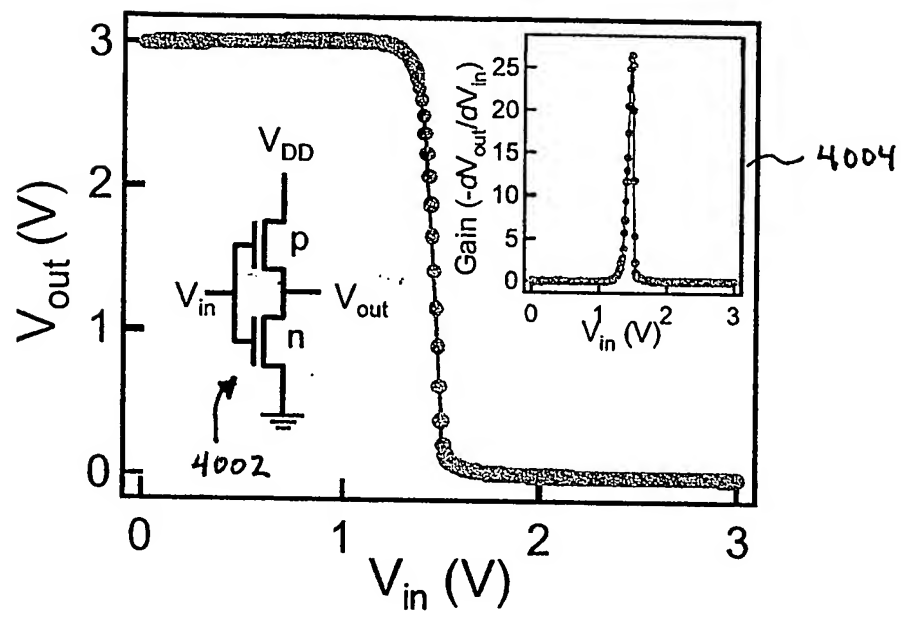 3
2
1
0
V_out (V)
0 1 2 3
V_in (V)
V_DD
p
V_in V_out
n
4002
25
20
15
10
5
0
Gain (-dV_out/dV_in)
0 1 2 3
V_in (V)
4004